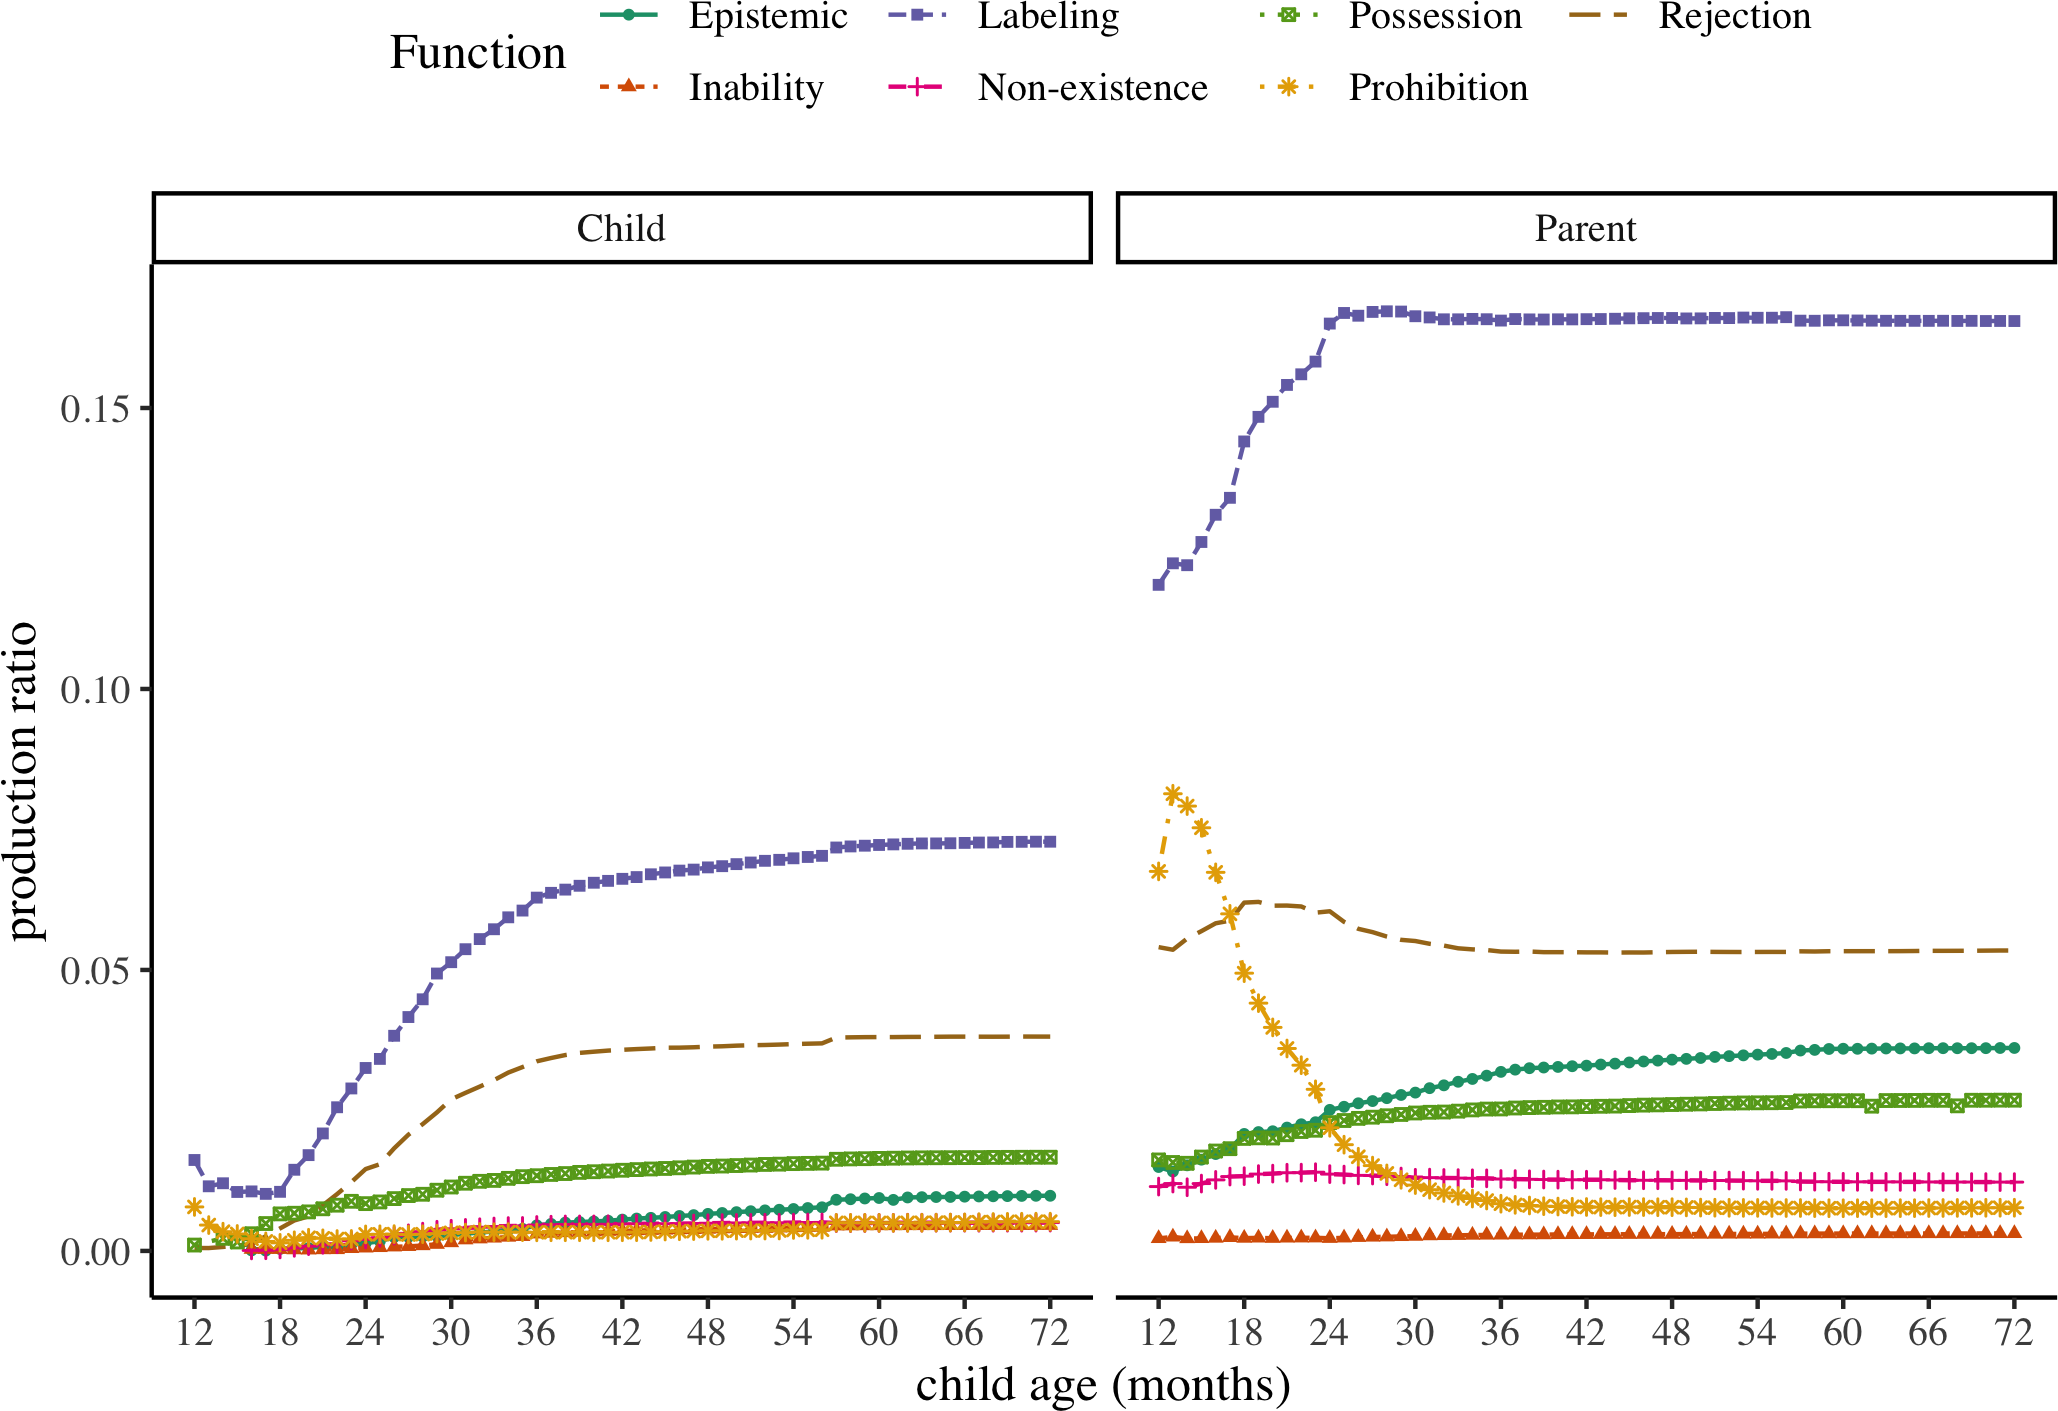 Function
Epistemic Labeling Possession Rejection
Inability Non-existence Prohibition
Child Parent
production ratio
0.15
0.10
0.05
0.00
12 18 24 30 36 42 48 54 60 66 72 12 18 24 30 36 42 48 54 60 66 72
child age (months)